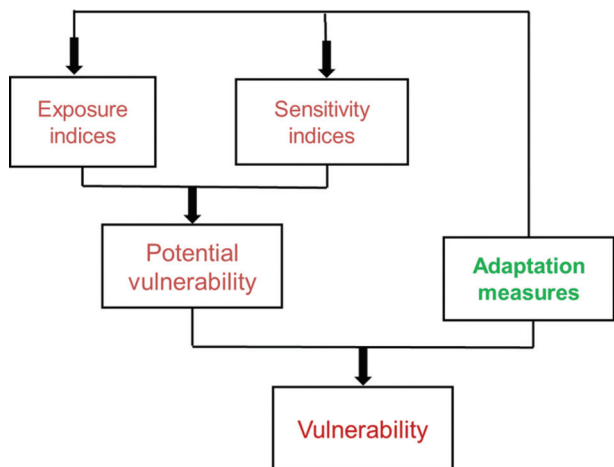 Exposure
indices
Sensitivity
indices
Potential
vulnerability
Adaptation
measures
Vulnerability